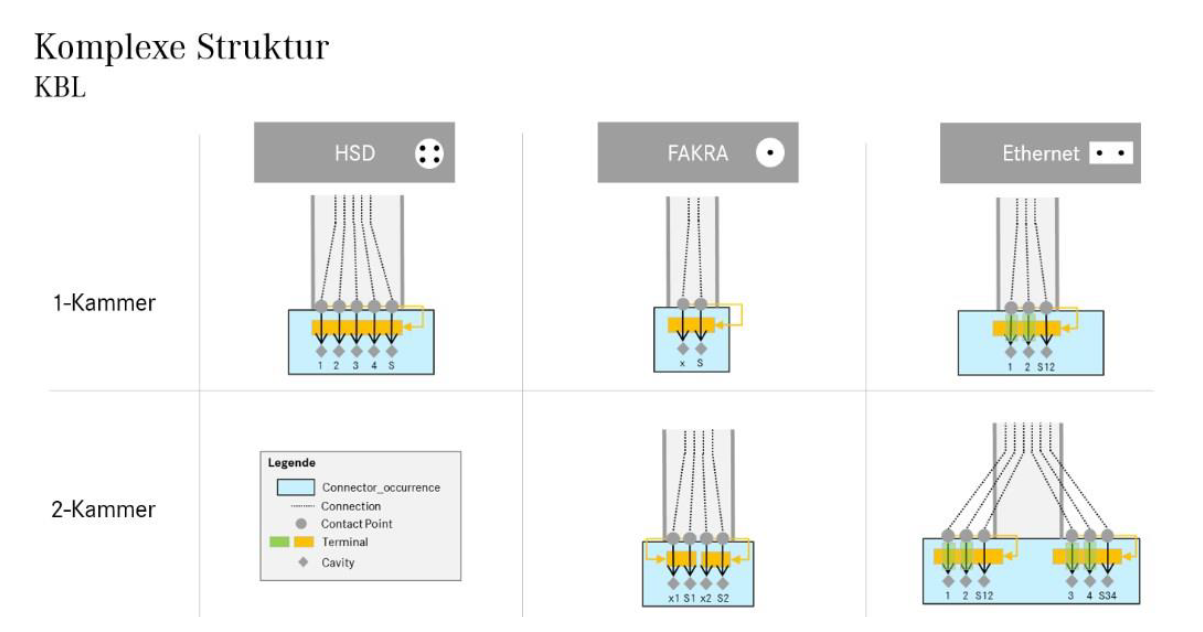 Komplexe Struktur
KBL
HSD
FAKRA
Ethernet
1-Kammer
1 2 3 4 S
x S
1 2 S12
2-Kammer
Legende
Connector_occurrence
Connection
Contact Point
Terminal
Cavity
x1 S1 x2 S2
1 2 S12
3 4 S34